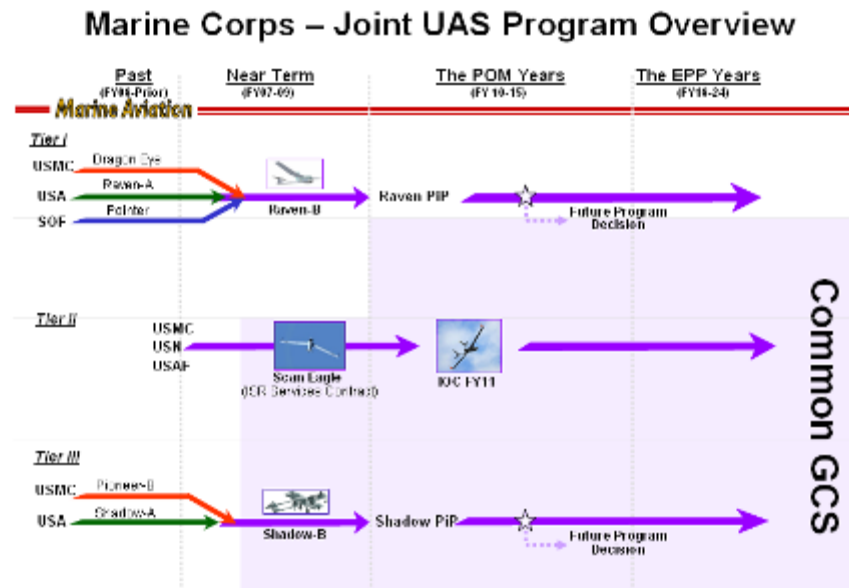 Marine Corps – Joint UAS Program Overview
Past Near Term The POM Years The EPP Years
(FY06-Prior) (FY07-09) (FY10-15) (FY16-24)
Marine Aviation
Tier I
USMC Dragon Eye
USA Raven-A
SOF Pointer
Raven-B
Raven PIP
Future Program
Decision
Tier II
USMC
USN
USAF
Scan Eagle
(ISR Services Contract)
IOC FY11
Tier III
USMC Pioneer-B
USA Shadow-A
Shadow-B
Shadow PIP
Future Program
Decision
Common GCS